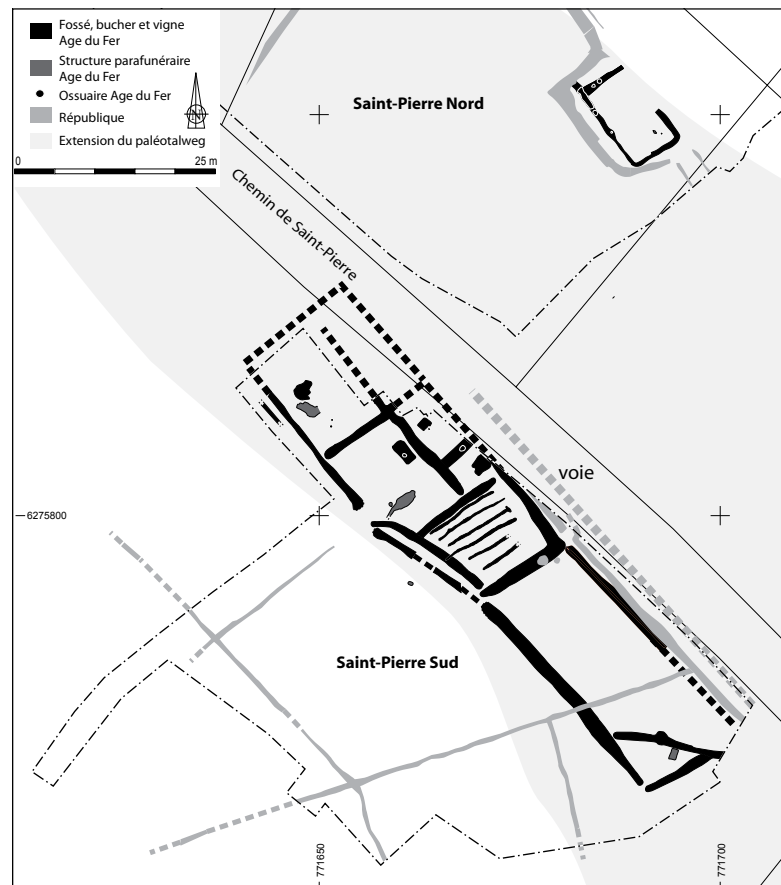 Fossé, bucher et vigne
Age du Fer
Structure parafunéraire
Age du Fer
Ossuaire Age du Fer
République
Extension du paléotalweg
N
0 25 m
Saint-Pierre Nord
Chemin de Saint-Pierre
voie
6275800
Saint-Pierre Sud
771650
771700